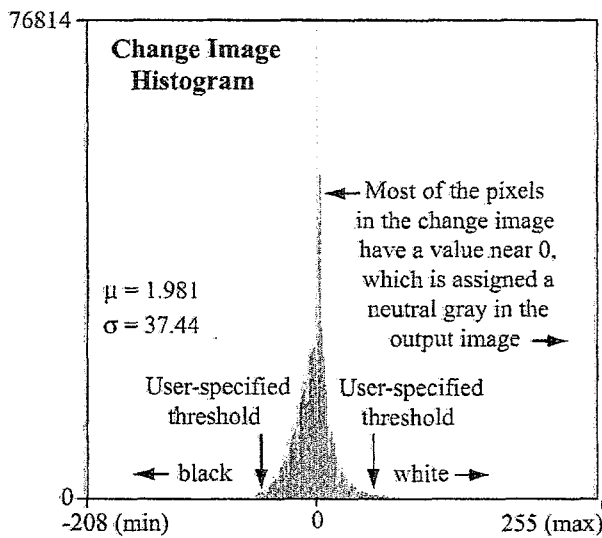 76814
Change Image
Histogram
Most of the pixels
in the change image
have a value near 0,
which is assigned a
neutral gray in the
output image
μ = 1.981
σ = 37.44
User-specified
threshold
User-specified
threshold
black
white
0
-208 (min)
0
255 (max)